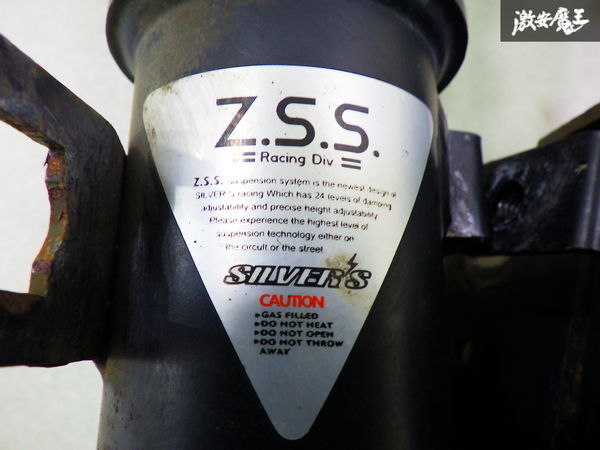 激安魔王
Z.S.S.
Racing Div
Z.S.S. suspension system is the newest design of
SILVER'S racing Which has 24 levels of damping
adjustability and precise height adjustability
Please experience the highest level of
suspension technology either on
the circuit or the street
SILVER'S
CAUTION
▸GAS FILLED
▸DO NOT HEAT
▸DO NOT OPEN
▸DO NOT THROW
AWAY